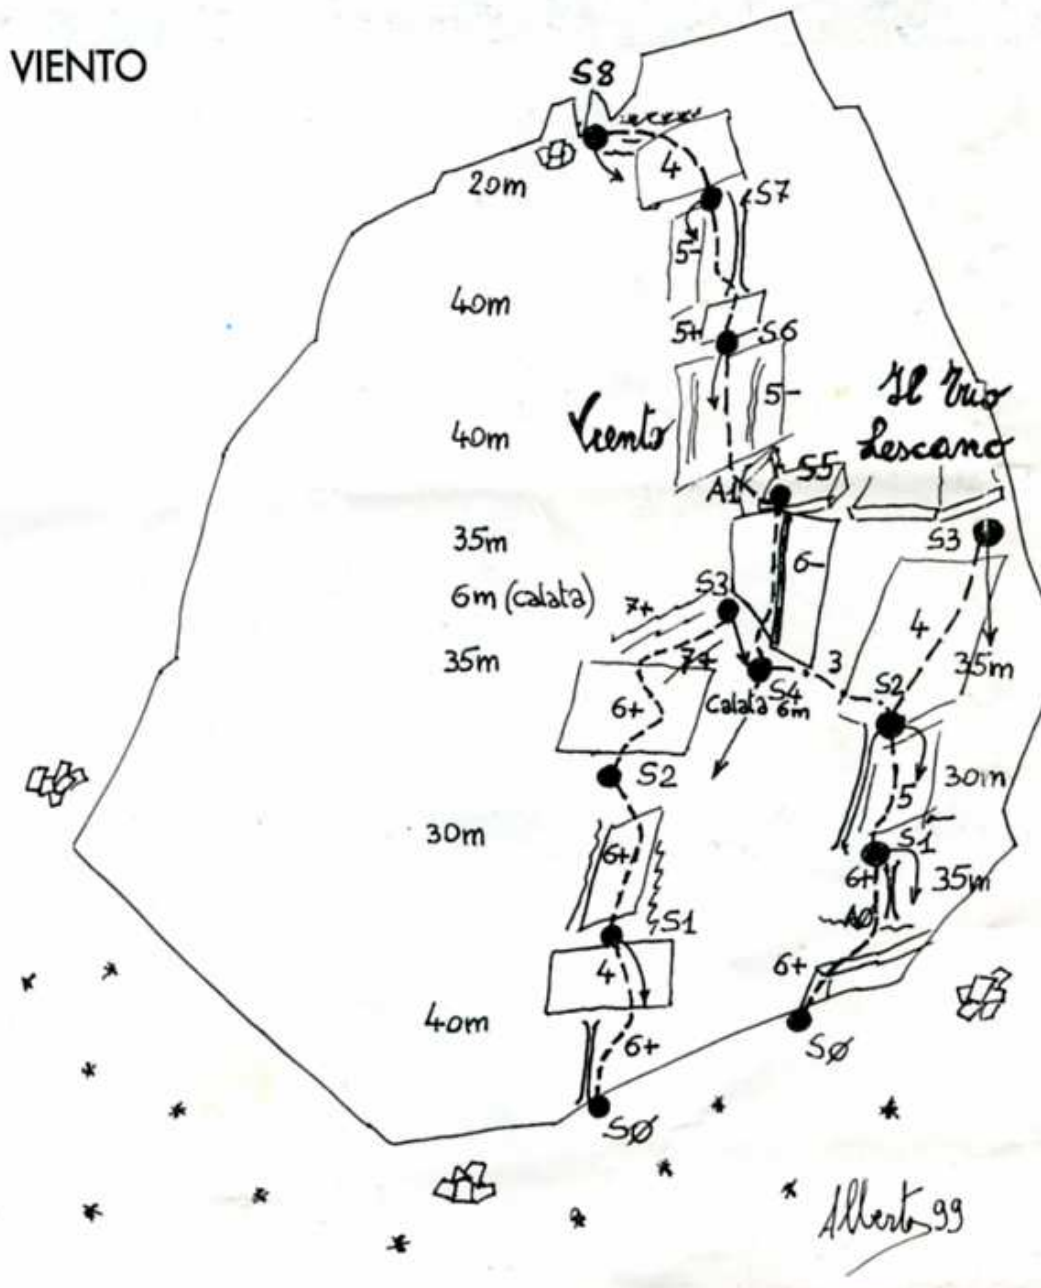 VIENTO
S8
4
20m
S7
5-
40m
5+ S6
5-
Il Trio
Lescano
Viento
40m
A1 S5
35m
S3
6-
6m (calata)
S3
7+
4
35m
7+
3
35m
S4
S2
6+
Calata 6m
S2
30m
5
30m
S1
6+
6+
35m
A0
S1
4
6+
40m
6+
SØ
SØ
Alberto 99